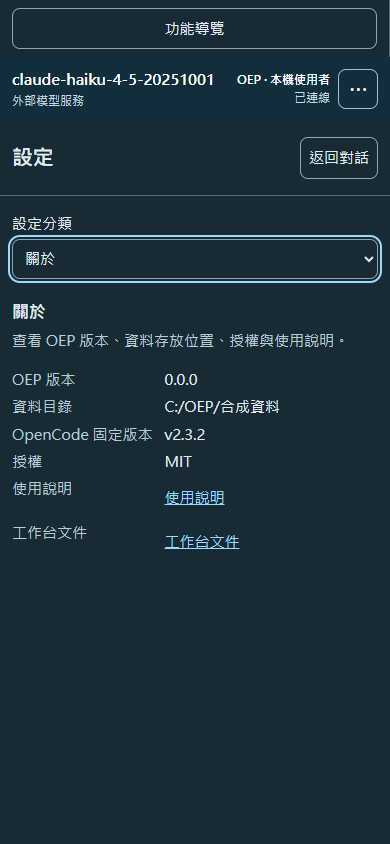 功能導覽
claude-haiku-4-5-20251001
外部模型服務
OEP · 本機使用者
已連線
設定
返回對話
設定分類
關於
關於
查看 OEP 版本、資料存放位置、授權與使用說明。
OEP 版本 0.0.0
資料目錄 C:/OEP/合成資料
OpenCode 固定版本 v2.3.2
授權 MIT
使用說明 使用說明
工作台文件 工作台文件